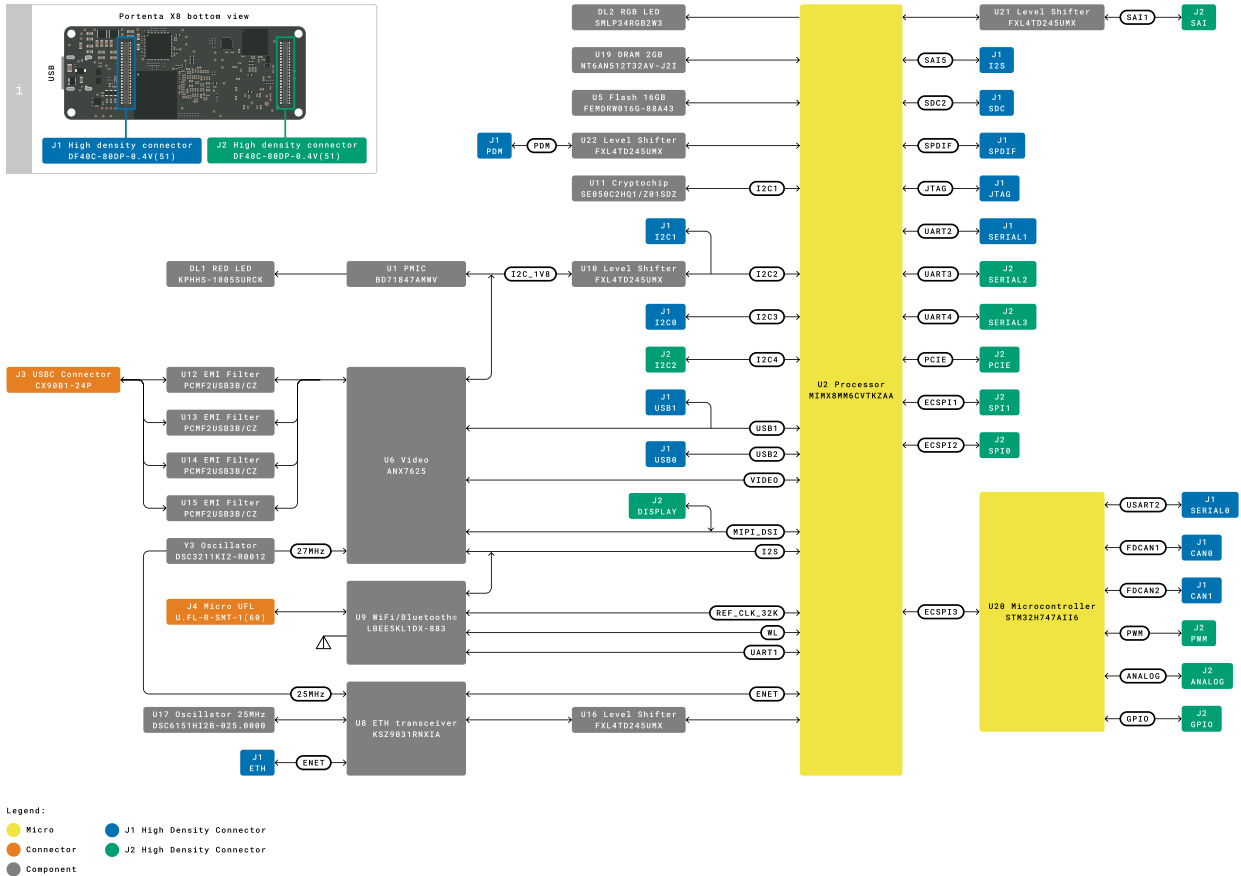 Portenta X8 bottom view
USB
i
J1 High density connector
DF40C-80DP-0.4V(51)
J2 High density connector
DF40C-80DP-0.4V(51)
DL2 RGB LED
SMLP34RGB2W3
U21 Level Shifter
FXL4TD245UMX
SAI1
J2
SAI
U19 DRAM 2GB
NT6AN512T32AV-J2I
SAI5
J1
I2S
U5 Flash 16GB
FEMDRW016G-88A43
SDC2
J1
SDC
J1
PDM
PDM
U22 Level Shifter
FXL4TD245UMX
SPDIF
J1
SPDIF
U11 Cryptochip
SE050C2HQ1/Z01SDZ
I2C1
JTAG
J1
JTAG
J1
I2C1
UART2
J1
SERIAL1
DL1 RED LED
KPHHS-1005SURCK
U1 PMIC
BD71847AMWV
I2C_1V8
U10 Level Shifter
FXL4TD245UMX
I2C2
UART3
J2
SERIAL2
J1
I2C0
I2C3
UART4
J2
SERIAL3
J2
I2C2
I2C4
PCIE
J2
PCIE
J3 USBC Connector
CX90B1-24P
U12 EMI Filter
PCMF2USB3B/CZ
U13 EMI Filter
PCMF2USB3B/CZ
U14 EMI Filter
PCMF2USB3B/CZ
U15 EMI Filter
PCMF2USB3B/CZ
U6 Video
ANX7625
J1
USB1
USB1
J1
USB0
USB2
VIDEO
J2
DISPLAY
MIPI_DSI
I2S
U2 Processor
MIMX8MM6CVTKZAA
ECSPI1
J2
SPI1
ECSPI2
J2
SPI0
Y3 Oscillator
DSC3211KI2-R0012
27MHz
J4 Micro UFL
U.FL-R-SMT-1(60)
U9 WiFi/Bluetooth®
LBEE5KL1DX-883
REF_CLK_32K
WL
UART1
ECSPI3
U20 Microcontroller
STM32H747AII6
USART2
J1
SERIAL0
FDCAN1
J1
CAN0
FDCAN2
J1
CAN1
PWM
J2
PWM
ANALOG
J2
ANALOG
GPIO
J2
GPIO
25MHz
U17 Oscillator 25MHz
DSC6151HI2B-025.0000
U8 ETH transceiver
KSZ9031RNXIA
ENET
U16 Level Shifter
FXL4TD245UMX
J1
ETH
ENET
Legend:
Micro
J1 High Density Connector
Connector
J2 High Density Connector
Component